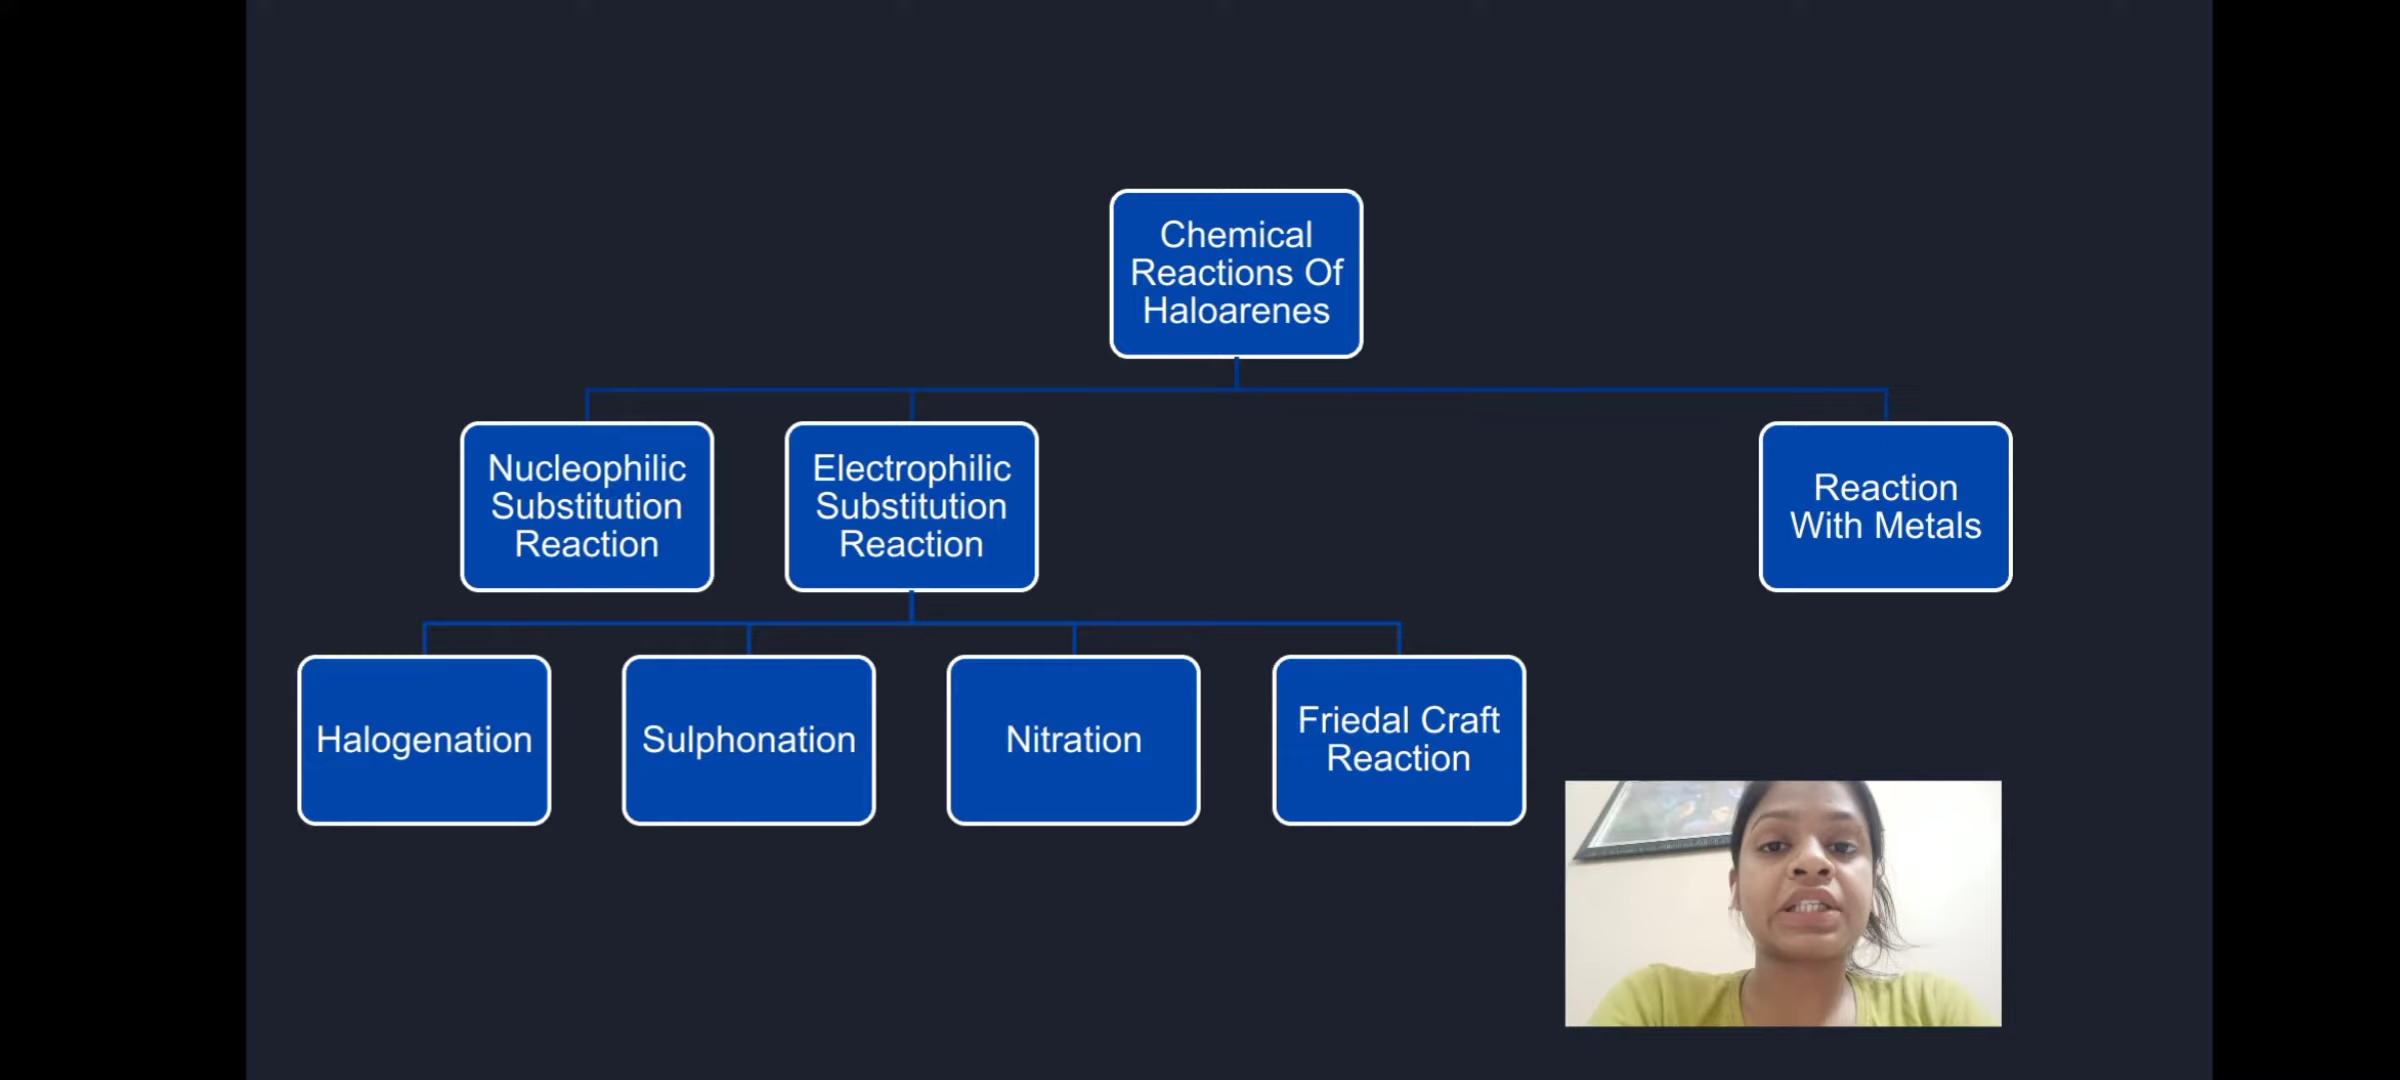 Chemical
Reactions Of
Haloarenes
Nucleophilic
Substitution
Reaction
Electrophilic
Substitution
Reaction
Reaction
With Metals
Halogenation
Sulphonation
Nitration
Friedal Craft
Reaction